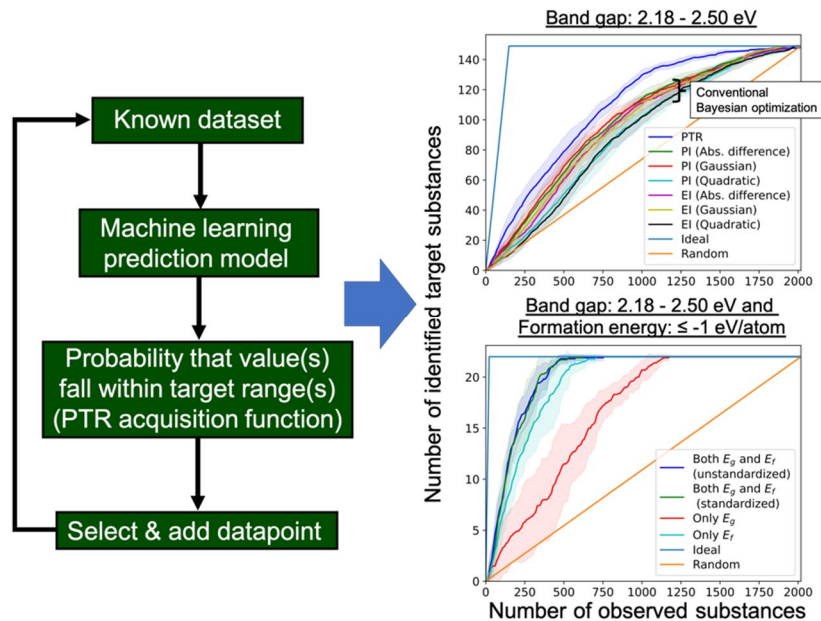 Known dataset
Machine learning
prediction model
Probability that value(s)
fall within target range(s)
(PTR acquisition function)
Select & add datapoint
Number of identified target substances
Band gap: 2.18 - 2.50 eV
140
120
100
80
60
40
20
0
Conventional
Bayesian optimization
PTR
PI (Abs. difference)
PI (Gaussian)
PI (Quadratic)
EI (Abs. difference)
EI (Gaussian)
EI (Quadratic)
Ideal
Random
0 250 500 750 1000 1250 1500 1750 2000
Band gap: 2.18 - 2.50 eV and
Formation energy: ≤ -1 eV/atom
20
15
10
5
0
Both Eg and Ef
(unstandardized)
Both Eg and Ef
(standardized)
Only Eg
Only Ef
Ideal
Random
0 250 500 750 1000 1250 1500 1750 2000
Number of observed substances